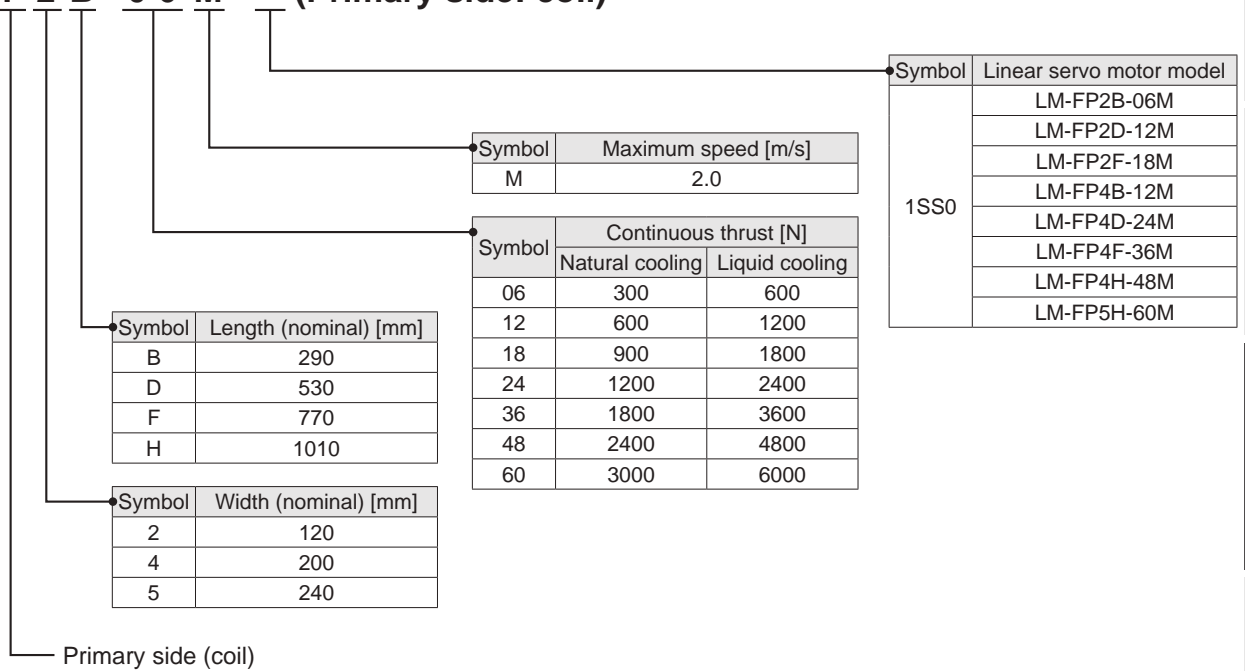 (Primary side: coil)
Symbol Linear servo motor model
1SS0
LM-FP2B-06M
LM-FP2D-12M
LM-FP2F-18M
LM-FP4B-12M
LM-FP4D-24M
LM-FP4F-36M
LM-FP4H-48M
LM-FP5H-60M
Symbol Maximum speed [m/s]
M 2.0
Symbol Continuous thrust [N]
Natural cooling Liquid cooling
06 300 600
12 600 1200
18 900 1800
24 1200 2400
36 1800 3600
48 2400 4800
60 3000 6000
Symbol Length (nominal) [mm]
B 290
D 530
F 770
H 1010
Symbol Width (nominal) [mm]
2 120
4 200
5 240
Primary side (coil)